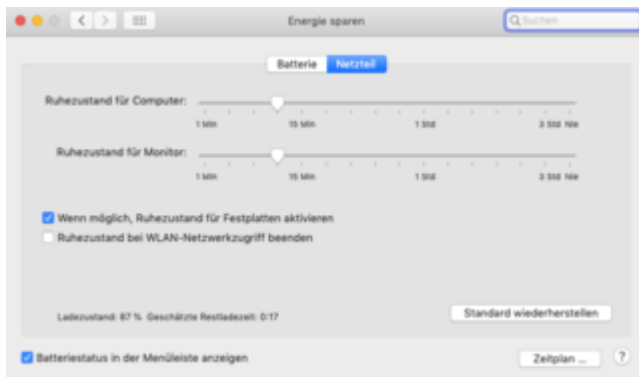 Energie sparen
Suchen
Batterie Netzteil
Ruhezustand für Computer:
1 Min 15 Min 1 Std 3 Std Nie
Ruhezustand für Monitor:
1 Min 15 Min 1 Std 3 Std Nie
Wenn möglich, Ruhezustand für Festplatten aktivieren
Ruhezustand bei WLAN-Netzwerkzugriff beenden
Ladezustand: 87 % Geschätzte Restladezeit: 0:17
Standard wiederherstellen
Batteriestatus in der Menüleiste anzeigen
Zeitplan ... ?